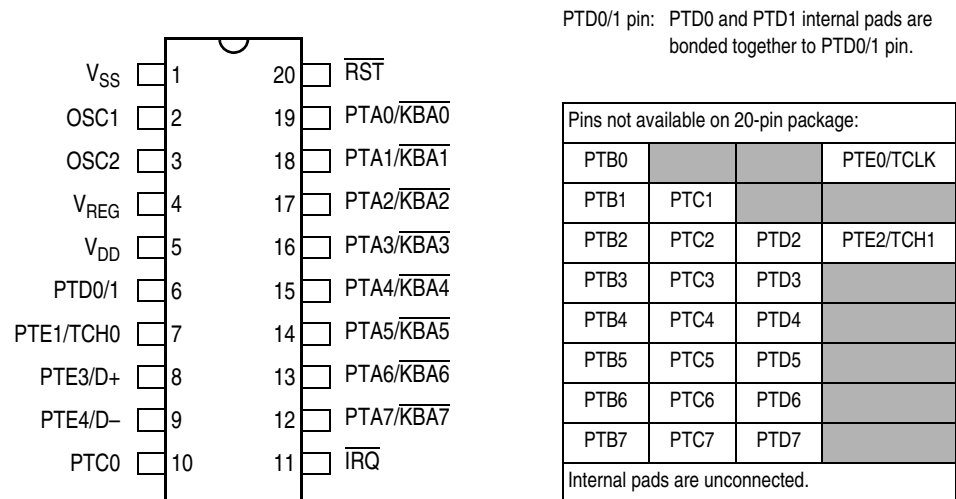 PTD0/1 pin: PTD0 and PTD1 internal pads are
bonded together to PTD0/1 pin.
VSS 1 20 RST
OSC1 2 19 PTA0/KBA0
OSC2 3 18 PTA1/KBA1
VREG 4 17 PTA2/KBA2
VDD 5 16 PTA3/KBA3
PTD0/1 6 15 PTA4/KBA4
PTE1/TCH0 7 14 PTA5/KBA5
PTE3/D+ 8 13 PTA6/KBA6
PTE4/D– 9 12 PTA7/KBA7
PTC0 10 11 IRQ
Pins not available on 20-pin package:
PTB0 PTE0/TCLK
PTB1 PTC1
PTB2 PTC2 PTD2 PTE2/TCH1
PTB3 PTC3 PTD3
PTB4 PTC4 PTD4
PTB5 PTC5 PTD5
PTB6 PTC6 PTD6
PTB7 PTC7 PTD7
Internal pads are unconnected.